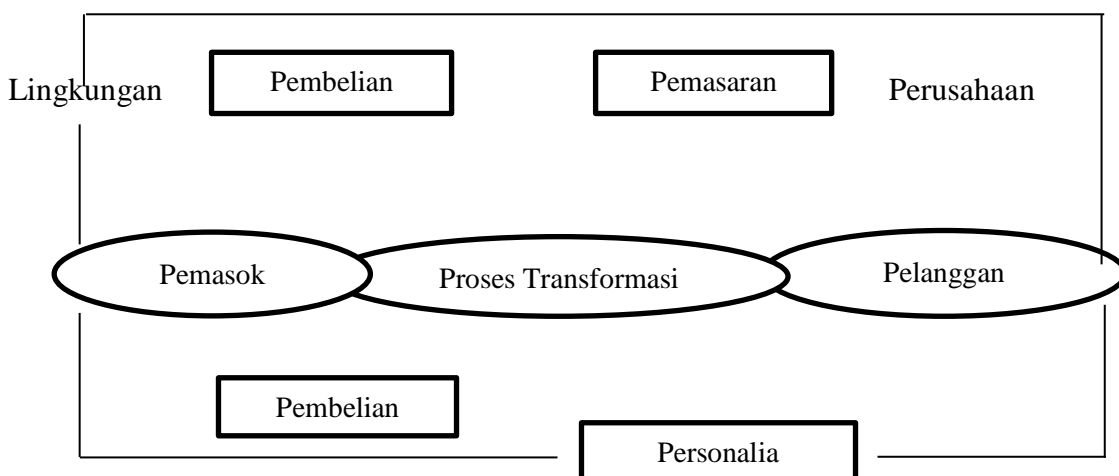 Pembelian
Pemasaran
Lingkungan
Perusahaan
Pemasok
Proses Transformasi
Pelanggan
Pembelian
Personalia